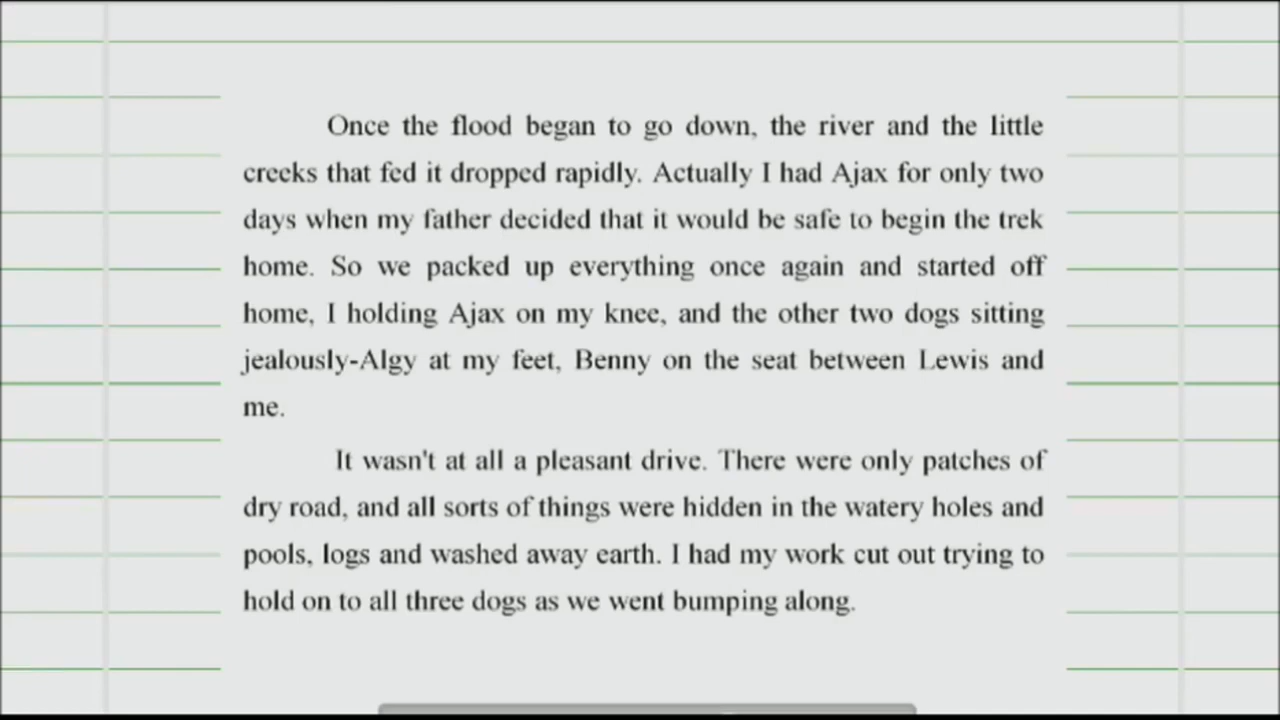 Once the flood began to go down, the river and the little
creeks that fed it dropped rapidly. Actually I had Ajax for only two
days when my father decided that it would be safe to begin the trek
home. So we packed up everything once again and started off
home, I holding Ajax on my knee, and the other two dogs sitting
jealously-Algy at my feet, Benny on the seat between Lewis and
me.
It wasn't at all a pleasant drive. There were only patches of
dry road, and all sorts of things were hidden in the watery holes and
pools, logs and washed away earth. I had my work cut out trying to
hold on to all three dogs as we went bumping along.